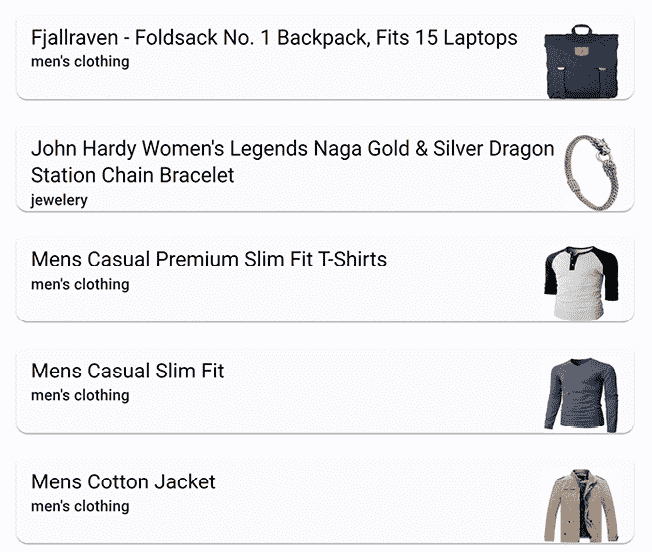 Fjallraven - Foldsack No. 1 Backpack, Fits 15 Laptops
men's clothing
John Hardy Women's Legends Naga Gold & Silver Dragon
Station Chain Bracelet
jewelery
Mens Casual Premium Slim Fit T-Shirts
men's clothing
Mens Casual Slim Fit
men's clothing
Mens Cotton Jacket
men's clothing